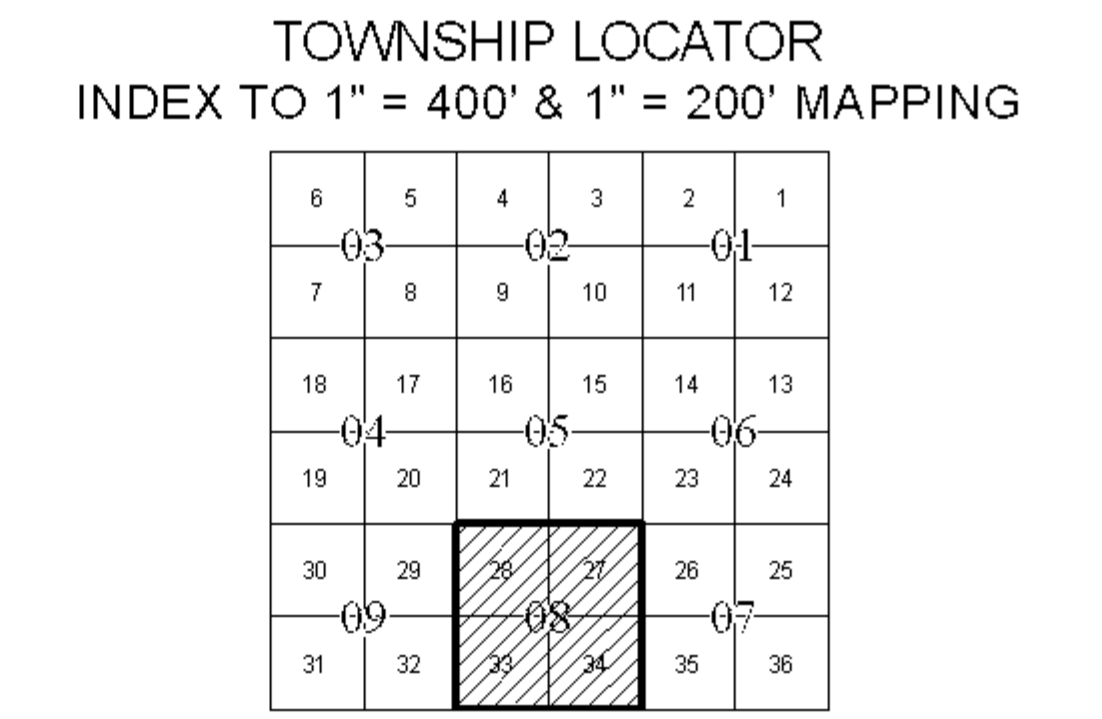 TOWNSHIP LOCATOR
INDEX TO 1" = 400' & 1" = 200' MAPPING
6 5 4 3 2 1
03 02 01
7 8 9 10 11 12
18 17 16 15 14 13
04 05 06
19 20 21 22 23 24
30 29 28 27 26 25
09 08 07
31 32 33 34 35 36